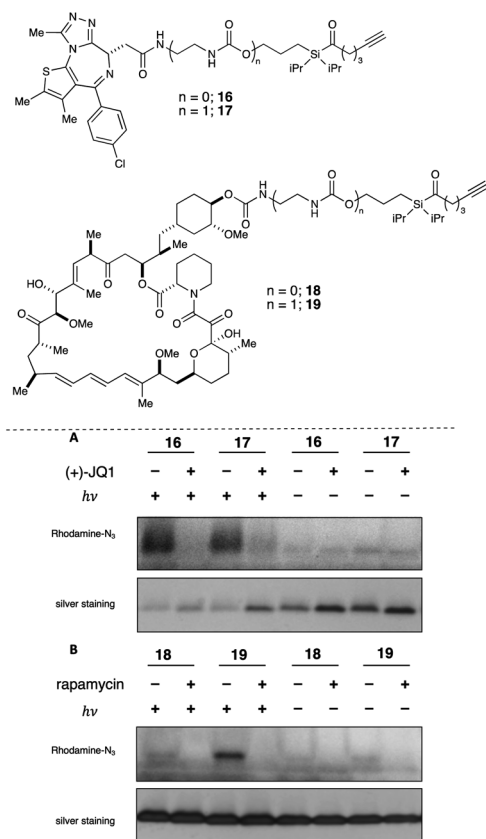 N N O O
Me N H N H N O n Si 3
S N O iPr iPr
Me Me
n = 0; 16
n = 1; 17
Cl
O O O
O N H N H O n Si 3
OMe iPr iPr
Me Me
HO O O N
Me O
n = 0; 18
n = 1; 19
O OMe O O
Me OMe O OH Me
Me Me
A
16 17 16 17
(+)-JQ1 – + – + – + – +
hν + + + + – – – –
Rhodamine-N3
silver staining
B
18 19 18 19
rapamycin – + – + – + – +
hν + + + + – – – –
Rhodamine-N3
silver staining